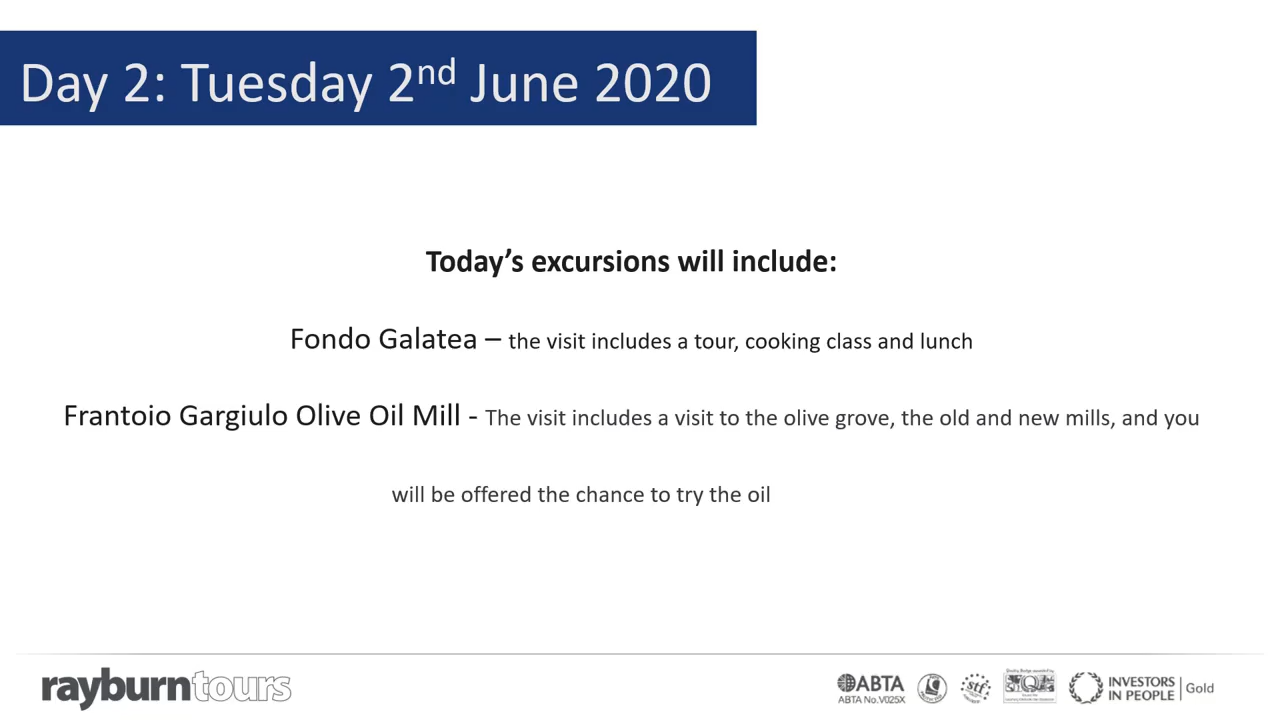 Day 2: Tuesday 2nd June 2020
Today’s excursions will include:
Fondo Galatea – the visit includes a tour, cooking class and lunch
Frantoio Gargiulo Olive Oil Mill - The visit includes a visit to the olive grove, the old and new mills, and you
will be offered the chance to try the oil
rayburntours
ABTA
ABTA No.V025X
stf
INVESTORS
IN PEOPLE
Gold